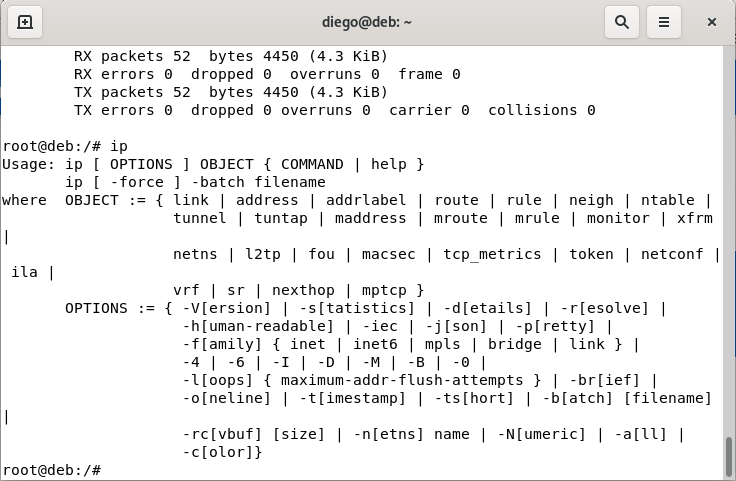 diego@deb: ~
RX packets 52  bytes 4450 (4.3 KiB)
RX errors 0  dropped 0  overruns 0  frame 0
TX packets 52  bytes 4450 (4.3 KiB)
TX errors 0  dropped 0 overruns 0  carrier 0  collisions 0
root@deb:/# ip
Usage: ip [ OPTIONS ] OBJECT { COMMAND | help }
       ip [ -force ] -batch filename
where  OBJECT := { link | address | addrlabel | route | rule | neigh | ntable |
                   tunnel | tuntap | maddress | mroute | mrule | monitor | xfrm
|
                   netns | l2tp | fou | macsec | tcp_metrics | token | netconf |
 ila |
                   vrf | sr | nexthop | mptcp }
       OPTIONS := { -V[ersion] | -s[tatistics] | -d[etails] | -r[esolve] |
                    -h[uman-readable] | -iec | -j[son] | -p[retty] |
                    -f[amily] { inet | inet6 | mpls | bridge | link } |
                    -4 | -6 | -I | -D | -M | -B | -0 |
                    -l[oops] { maximum-addr-flush-attempts } | -br[ief] |
                    -o[neline] | -t[imestamp] | -ts[hort] | -b[atch] [filename]
|
                    -rc[vbuf] [size] | -n[etns] name | -N[umeric] | -a[ll] |
                    -c[olor]}
root@deb:/#